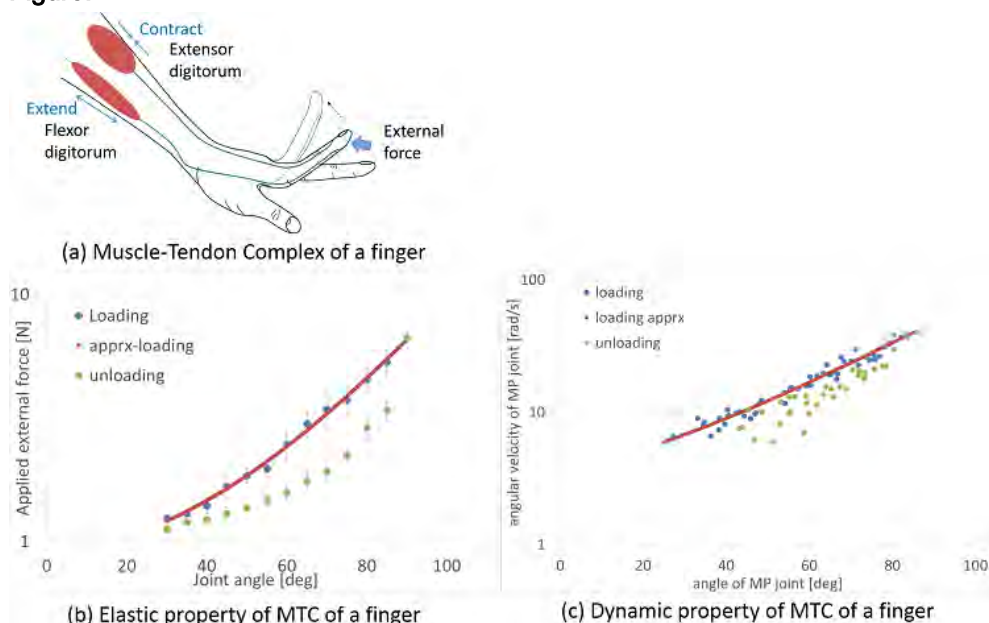 Contract
Extensor
digitorum
Extend
Flexor
digitorum
External
force
(a) Muscle-Tendon Complex of a finger
10
Loading
apprx-loading
unloading
Applied external force [N]
1
0
20
40
60
80
100
Joint angle [deg]
(b) Elastic property of MTC of a finger
100
loading
loading apprx
unloading
angular velocity of MP joint [rad/s]
10
1
0
20
40
60
80
100
angle of MP joint [deg]
(c) Dynamic property of MTC of a finger